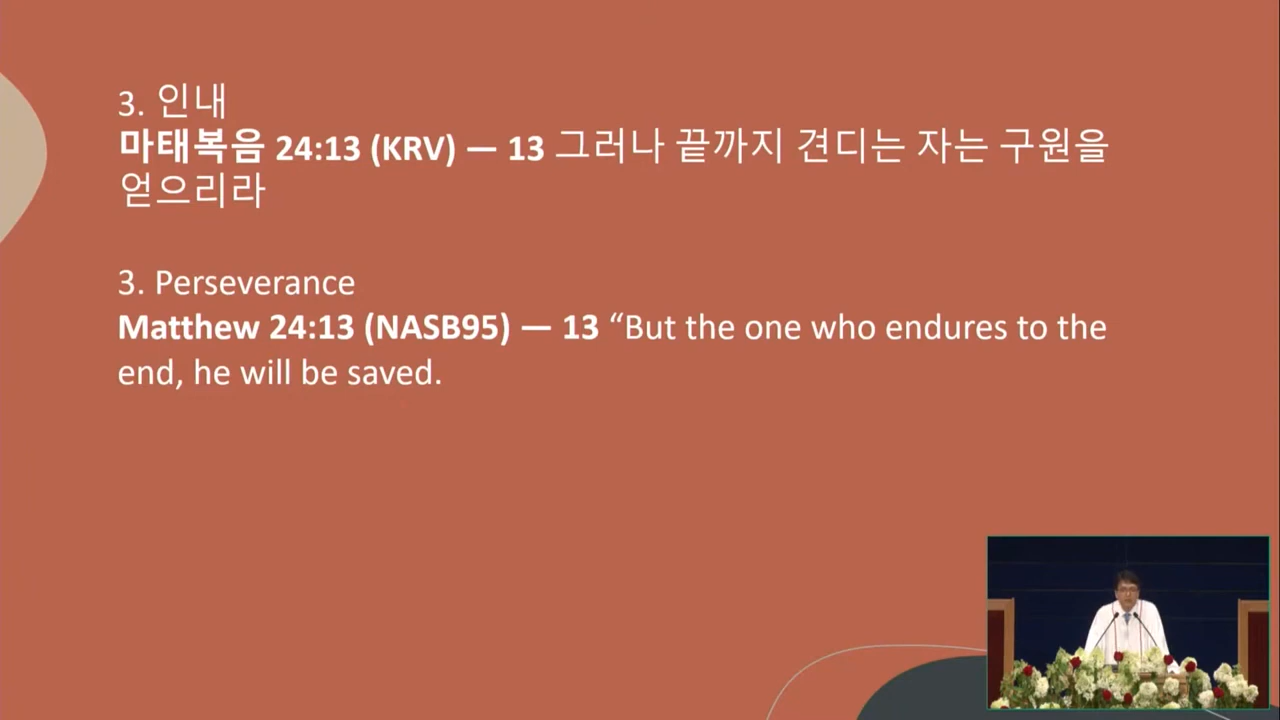 3. 인내
마태복음 24:13 (KRV) — 13 그러나 끝까지 견디는 자는 구원을
얻으리라
3. Perseverance
Matthew 24:13 (NASB95) — 13 “But the one who endures to the
end, he will be saved.